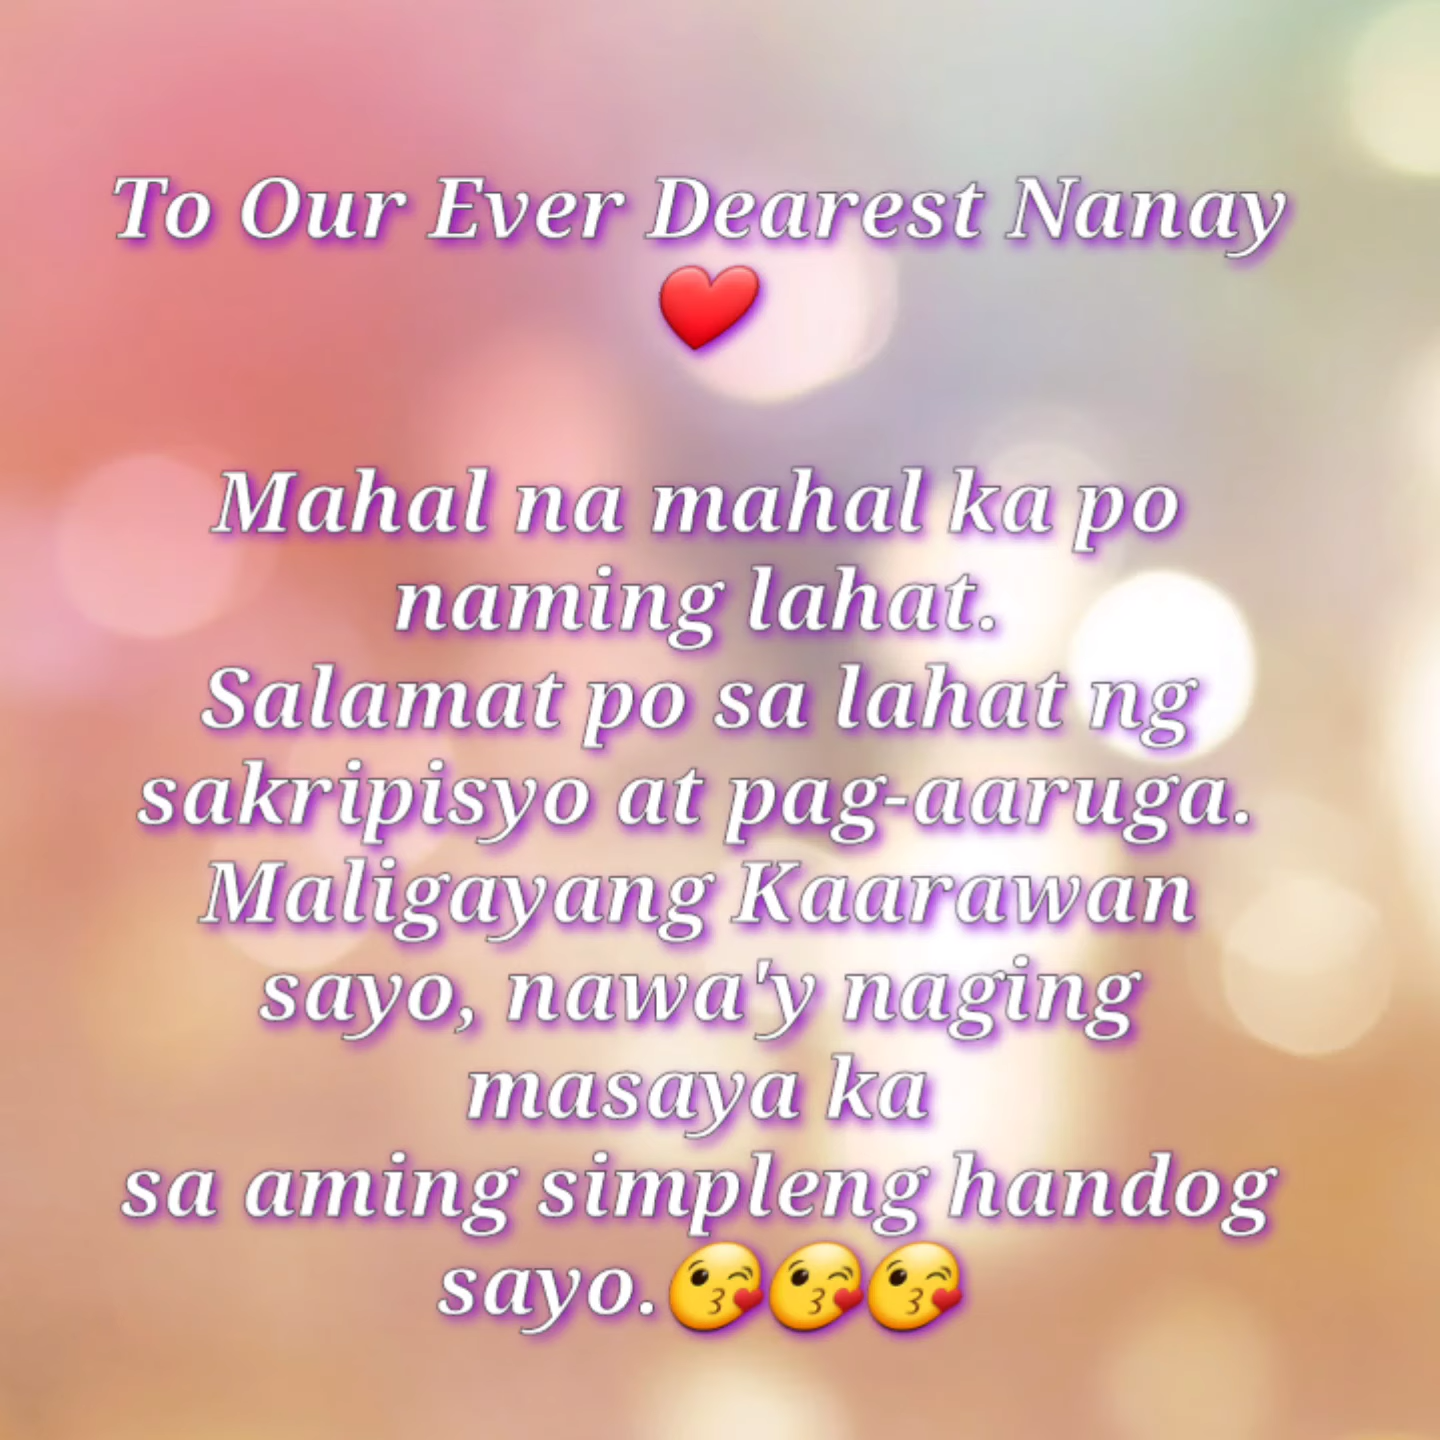 To Our Ever Dearest Nanay
❤️
Mahal na mahal ka po
naming lahat.
Salamat po sa lahat ng
sakripisyo at pag-aaruga.
Maligayang Kaarawan
sayo, nawa'y naging
masaya ka
sa aming simpleng handog
sayo.😘😘😘